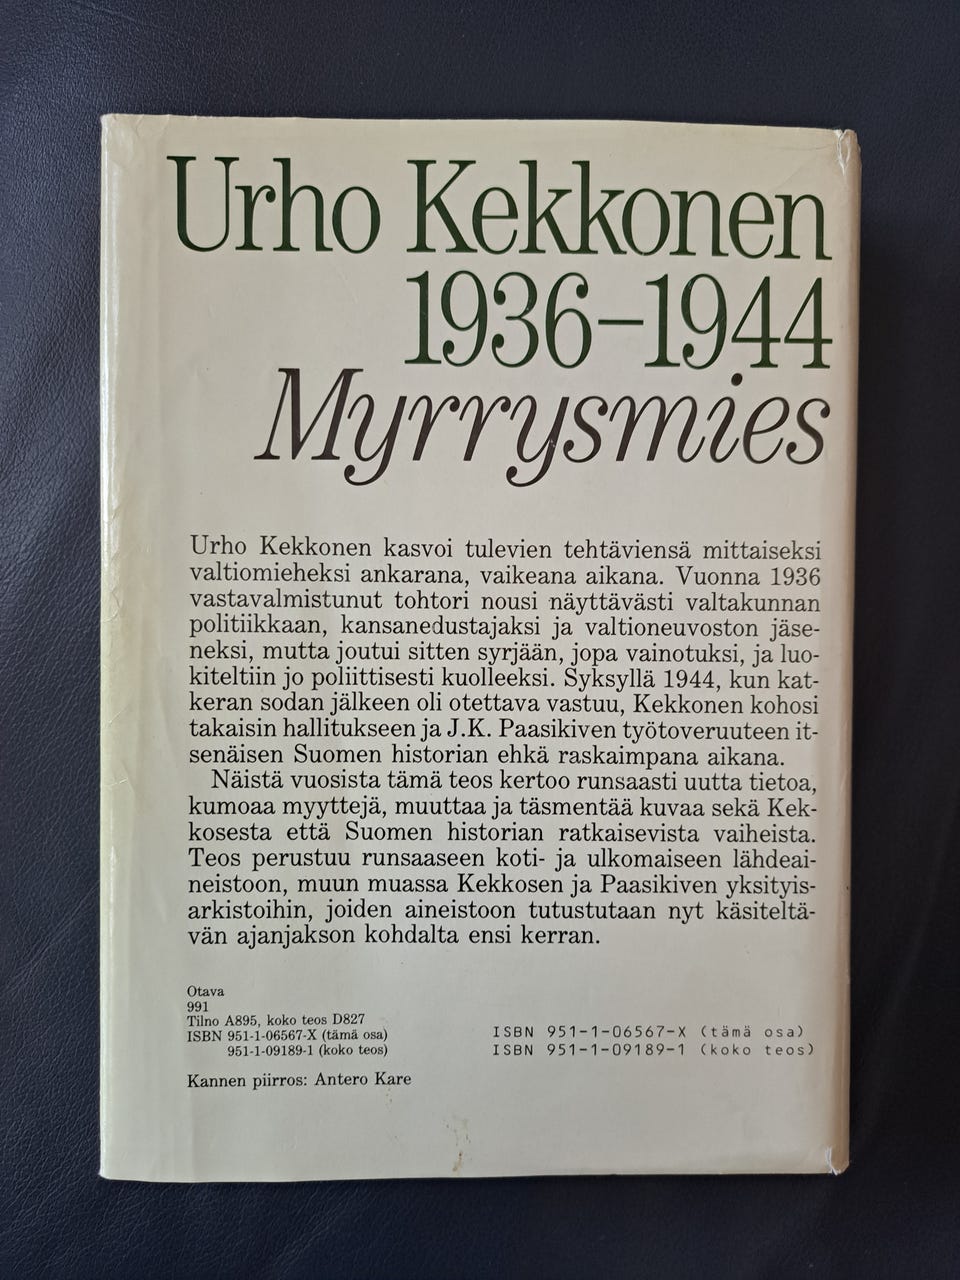 Urho Kekkonen
1936–1944
Myrrysmies
Urho Kekkonen kasvoi tulevien tehtäviensä mittaiseksi
valtiomieheksi ankarana, vaikeana aikana. Vuonna 1936
vastavalmistunut tohtori nousi näyttävästi valtakunnan
politiikkaan, kansanedustajaksi ja valtioneuvoston jäse-
neksi, mutta joutui sitten syrjään, jopa vainotuksi, ja luo-
kiteltiin jo poliittisesti kuolleeksi. Syksyllä 1944, kun kat-
keran sodan jälkeen oli otettava vastuu, Kekkonen kohosi
takaisin hallitukseen ja J.K. Paasikiven työtoveruuteen it-
senäisen Suomen historian ehkä raskaimpana aikana.
Näistä vuosista tämä teos kertoo runsaasti uutta tietoa,
kumoaa myyttejä, muuttaa ja täsmentää kuvaa sekä Kek-
kosesta että Suomen historian ratkaisevista vaiheista.
Teos perustuu runsaaseen koti- ja ulkomaiseen lähdeai-
neistoon, muun muassa Kekkosen ja Paasikiven yksityis-
arkistoihin, joiden aineistoon tutustutaan nyt käsiteltä-
vän ajanjakson kohdalta ensi kerran.
Otava
991
Tilno A895, koko teos D827
ISBN 951-1-06567-X (tämä osa)
951-1-09189-1 (koko teos)
Kannen piirros: Antero Kare
ISBN 951-1-06567-X (tämä osa)
ISBN 951-1-09189-1 (koko teos)